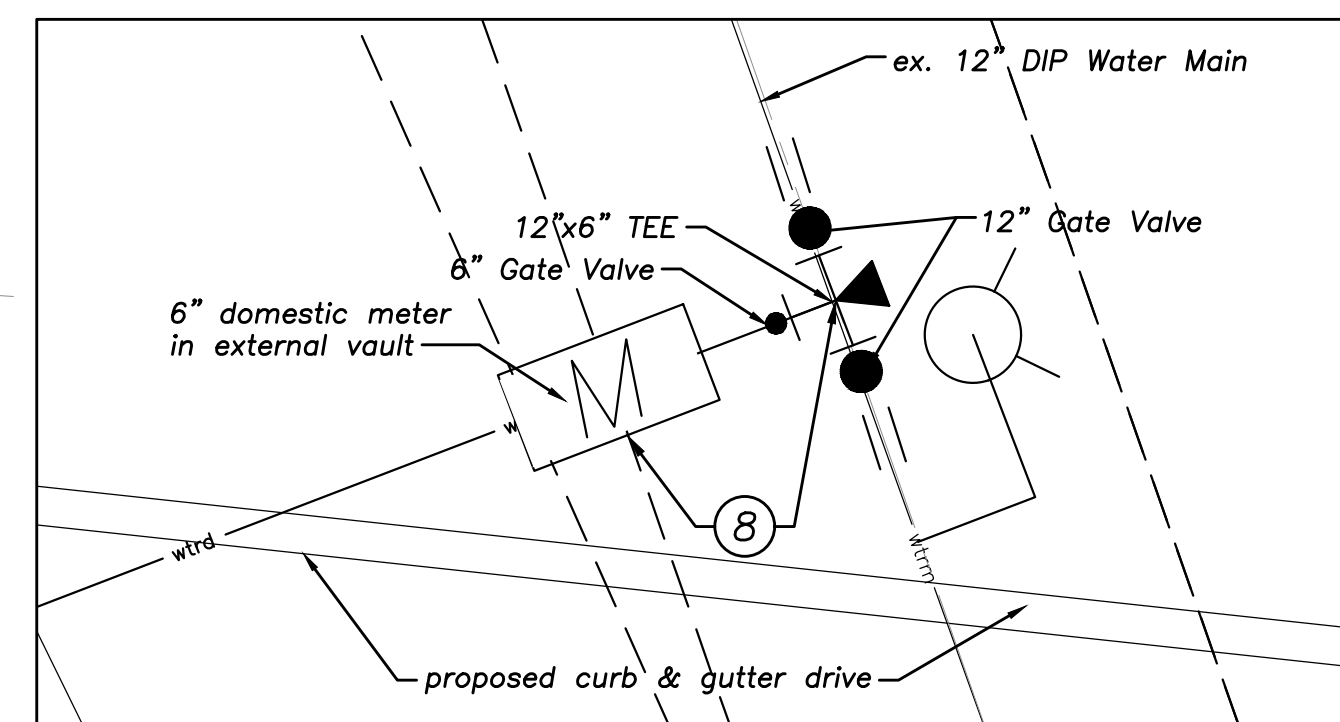 ex. 12” DIP Water Main
12”x6” TEE
12” Gate Valve
6” Gate Valve
6” domestic meter
in external vault
M
w
w
wtrd
8
wtrm
proposed curb & gutter drive